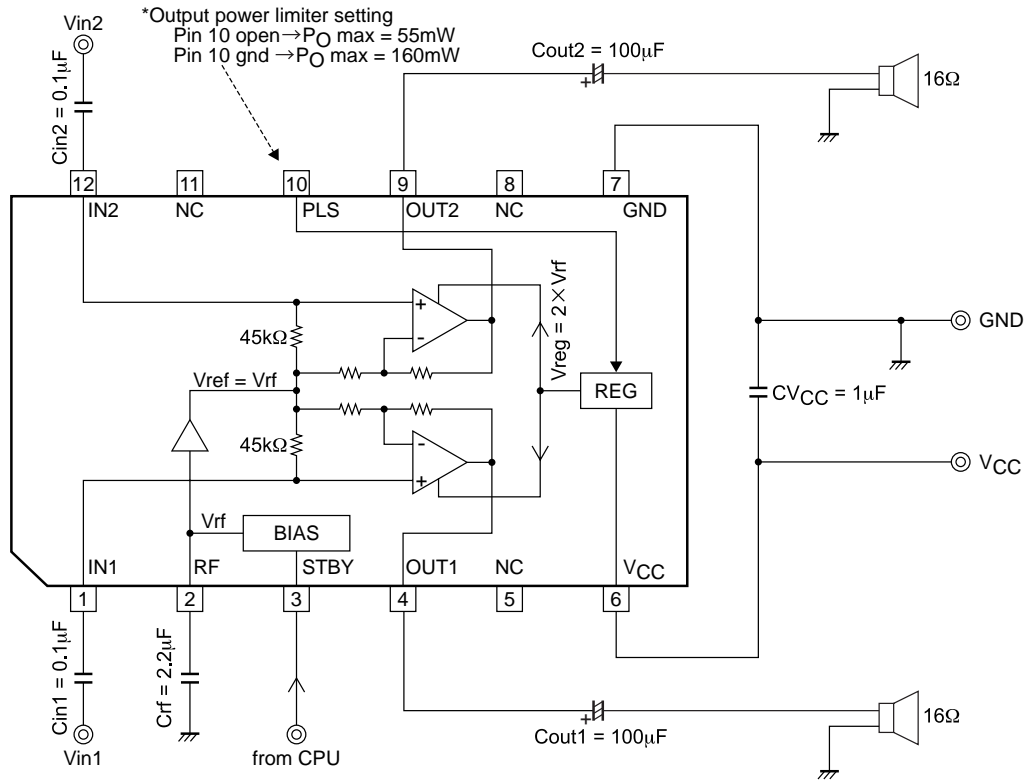 *Output power limiter setting
Pin 10 open→PO max = 55mW
Pin 10 gnd →PO max = 160mW
Vin2
Cin2 = 0.1μF
Cout2 = 100μF
+
16Ω
12
11
10
9
8
7
IN2
NC
PLS
OUT2
NC
GND
45kΩ
+
-
Vreg = 2×Vrf
GND
Vref = Vrf
REG
CVCC = 1μF
45kΩ
-
+
VCC
Vrf
BIAS
IN1
RF
STBY
OUT1
NC
VCC
1
2
3
4
5
6
Cin1 = 0.1μF
Crf = 2.2μF
Vin1
from CPU
+
Cout1 = 100μF
16Ω